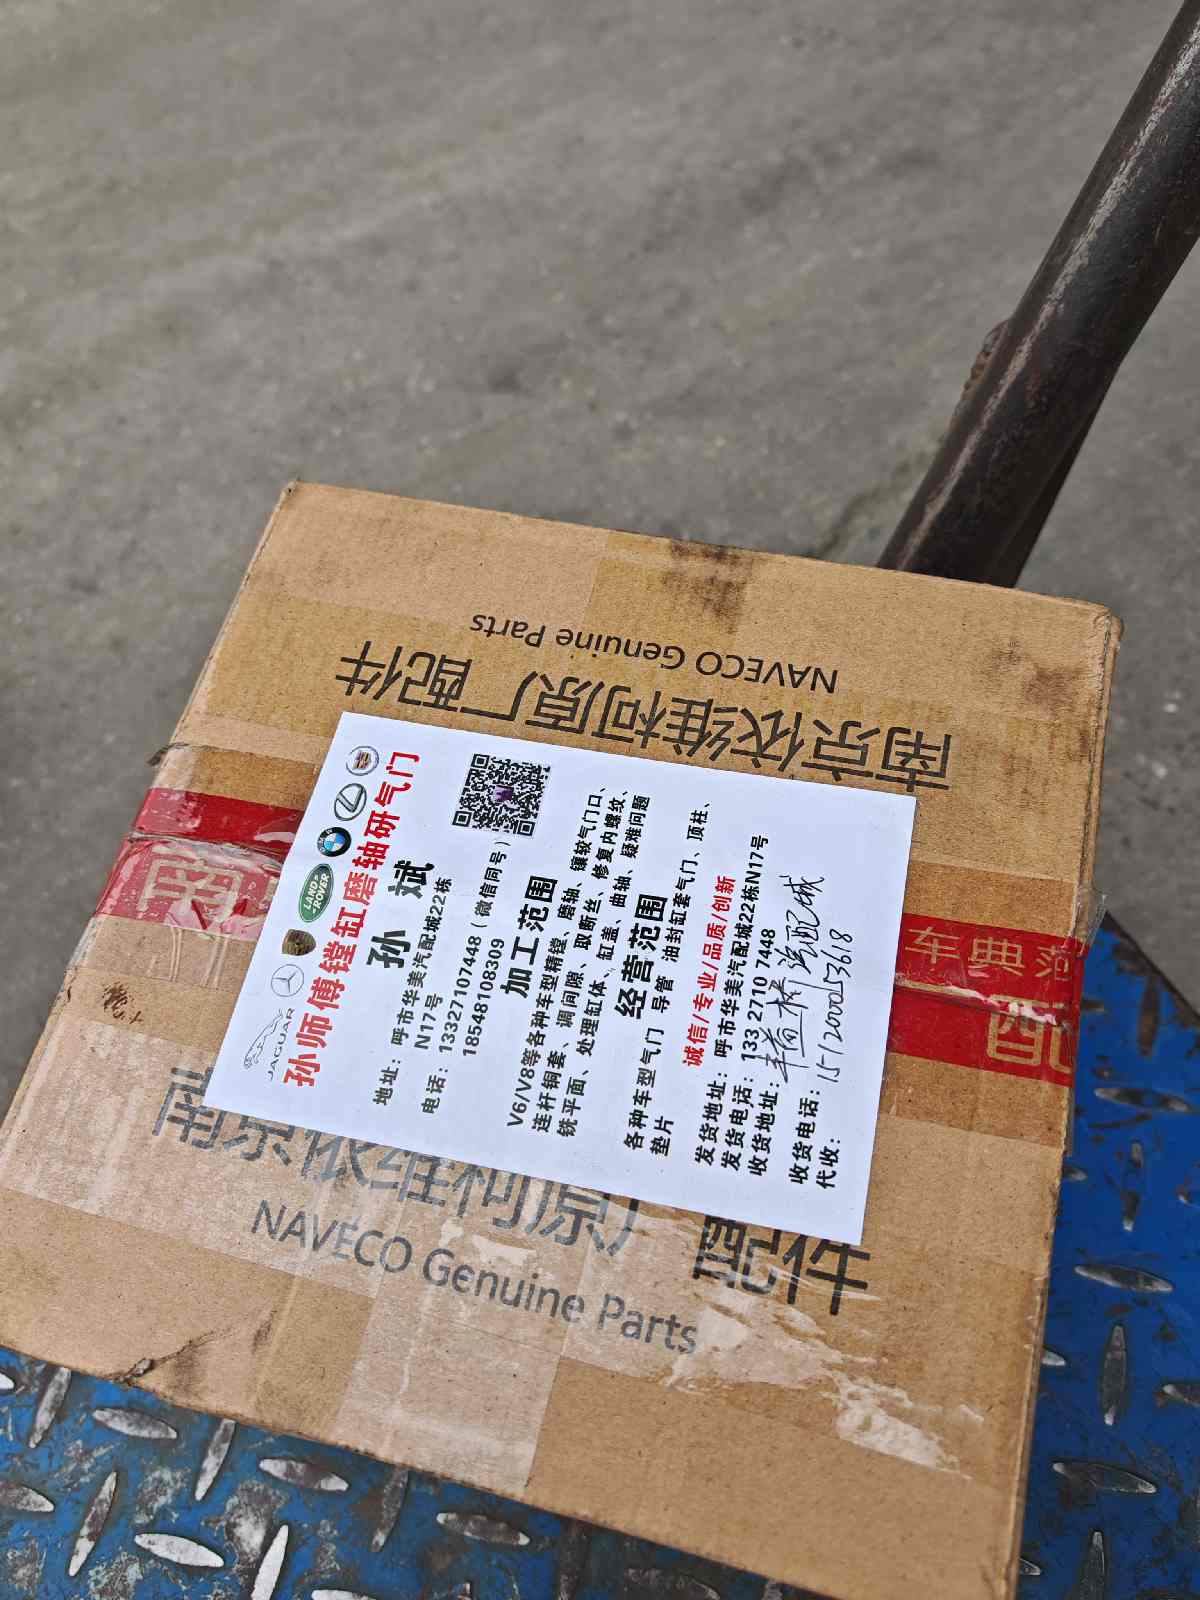 NAVECO Genuine Parts
南京依维柯原厂配件
JAGUAR
LAND ROVER
孙师傅镗缸磨轴研气门
孙 斌
地址：呼市华美汽配城22栋
N17号
电话：13327107448（微信同号）
18548108309
加工范围
V6/V8等各种车型精镗、磨轴、镶铰气门口、
连杆铜套、调间隙、取断丝、修复内螺纹、
铣平面、处理缸体、缸盖、曲轴、疑难问题
经营范围
各种车型气门 导管 油封缸套气门、顶柱、
垫片
诚信/专业/品质/创新
发货地址：呼市华美汽配城22栋N17号
发货电话：133 2710 7448
收货地址：桥汽配城
收货电话：15120053618
代收：
南京依维柯原厂配件
NAVECO Genuine Parts
车典
配